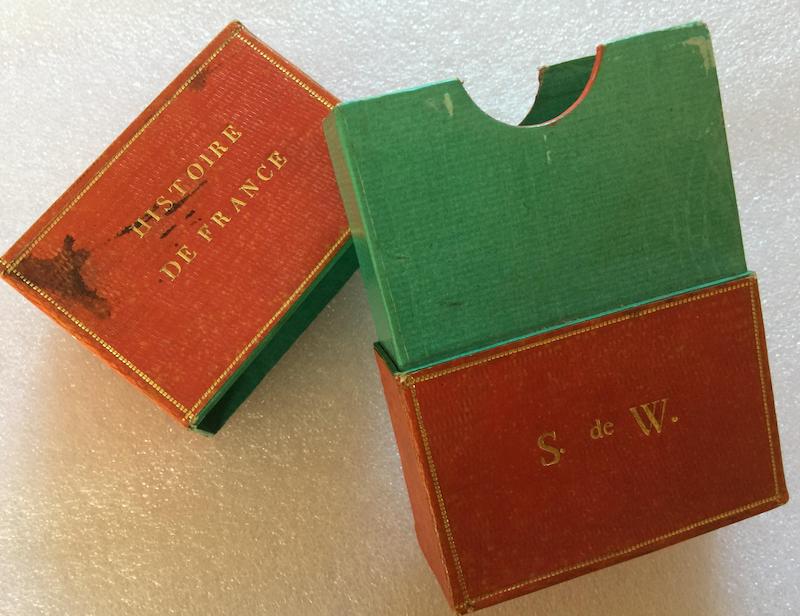 HISTOIRE
DE FRANCE
S. de W.